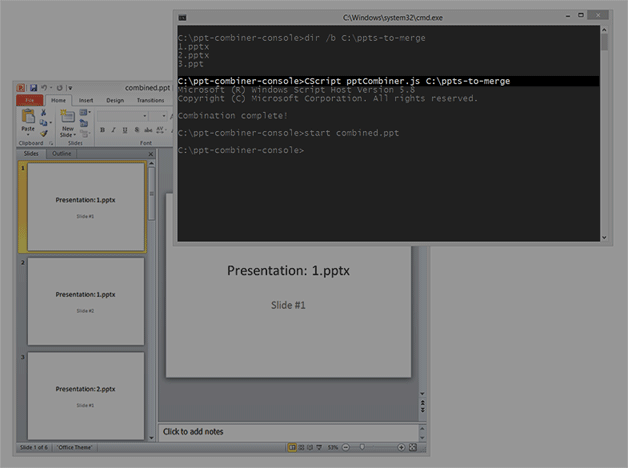 C:\Windows\system32\cmd.exe
C:\ppt-combiner-console>dir /b C:\ppts-to-merge
1.pptx
2.pptx
3.ppt
C:\ppt-combiner-console>CScript pptCombiner.js C:\ppts-to-merge
Microsoft (R) Windows Script Host Version 5.8
Copyright (C) Microsoft Corporation. All rights reserved.
Combination complete!
C:\ppt-combiner-console>start combined.ppt
C:\ppt-combiner-console>
combined.ppt
File Home Insert Design Transitions
Paste
New
Slide
Clipboard Slides
Slides Outline
1
Presentation: 1.pptx
Slide #1
2
Presentation: 1.pptx
Slide #2
3
Presentation: 2.pptx
Slide #1
Presentation: 1.pptx
Slide #1
Click to add notes
Slide 1 of 6 "Office Theme" 53%